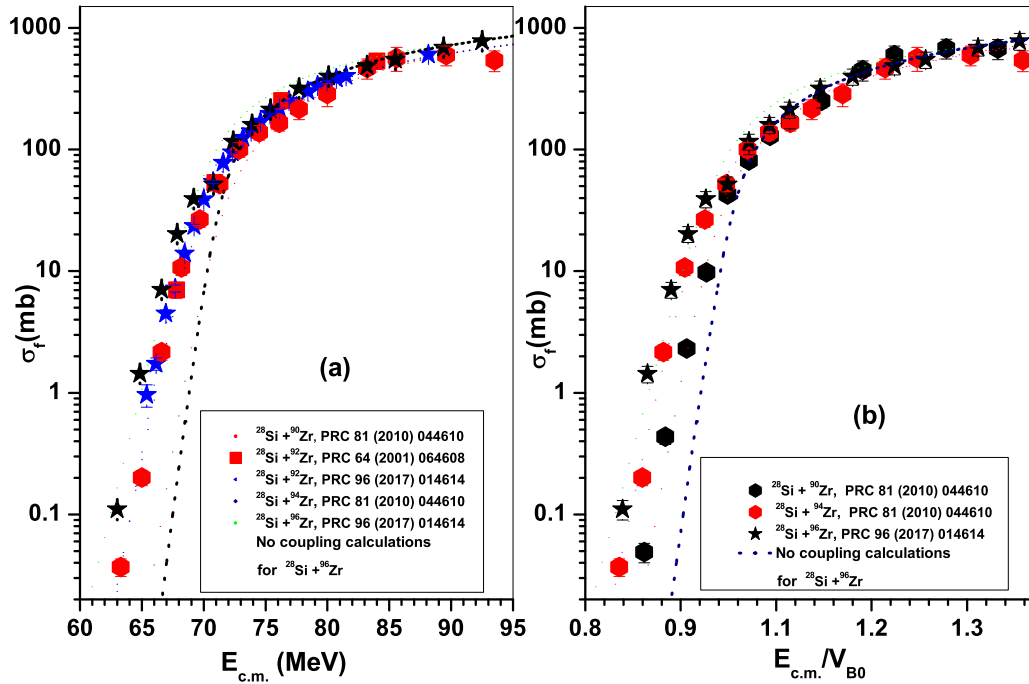 1000
100
10
1
0.1
σf(mb)
(a)
²⁸Si +⁹⁰Zr, PRC 81 (2010) 044610
²⁸Si +⁹²Zr, PRC 64 (2001) 064608
²⁸Si +⁹²Zr, PRC 96 (2017) 014614
²⁸Si +⁹⁴Zr, PRC 81 (2010) 044610
²⁸Si +⁹⁶Zr, PRC 96 (2017) 014614
No coupling calculations
for ²⁸Si +⁹⁶Zr
60 65 70 75 80 85 90 95
E c.m. (MeV)
1000
100
10
1
0.1
σf(mb)
(b)
²⁸Si + ⁹⁰Zr, PRC 81 (2010) 044610
²⁸Si + ⁹⁴Zr, PRC 81 (2010) 044610
²⁸Si +⁹⁶Zr, PRC 96 (2017) 014614
No coupling calculations
for ²⁸Si +⁹⁶Zr
0.8 0.9 1.0 1.1 1.2 1.3
E c.m./V B0